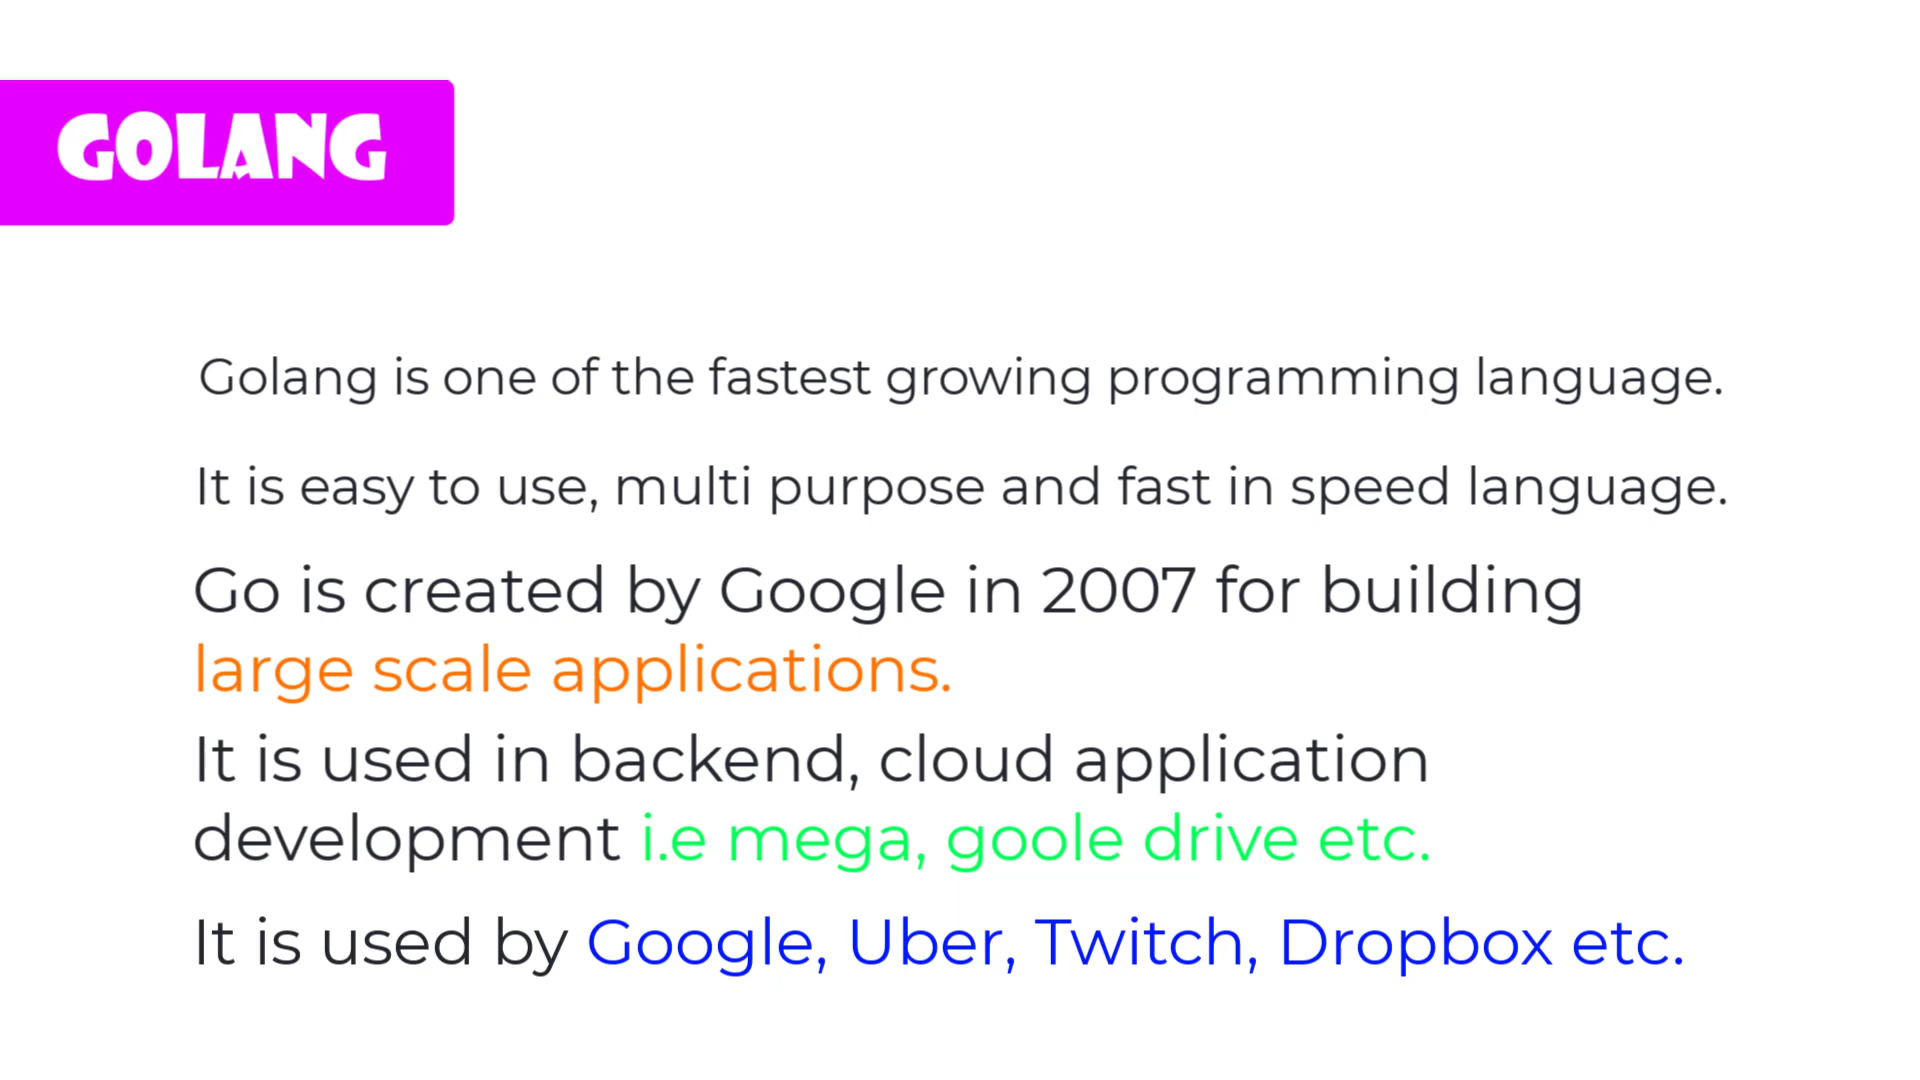 GOLANG
Golang is one of the fastest growing programming language.
It is easy to use, multi purpose and fast in speed language.
Go is created by Google in 2007 for building
large scale applications.
It is used in backend, cloud application
development i.e mega, goole drive etc.
It is used by Google, Uber, Twitch, Dropbox etc.